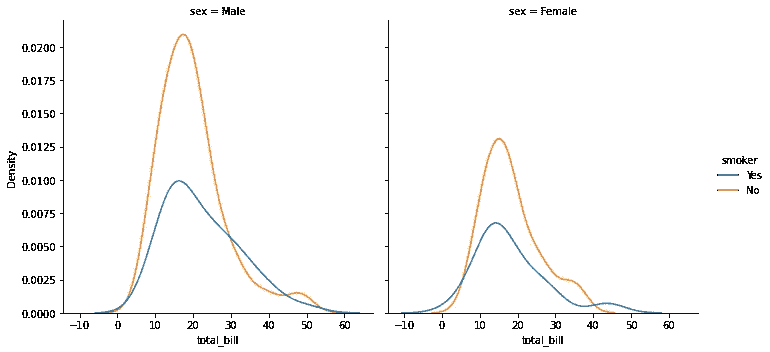 sex = Male
sex = Female
0.0200
0.0175
0.0150
0.0125
0.0100
0.0075
0.0050
0.0025
0.0000
Density
−10 0 10 20 30 40 50 60
total_bill
−10 0 10 20 30 40 50 60
total_bill
smoker
Yes
No